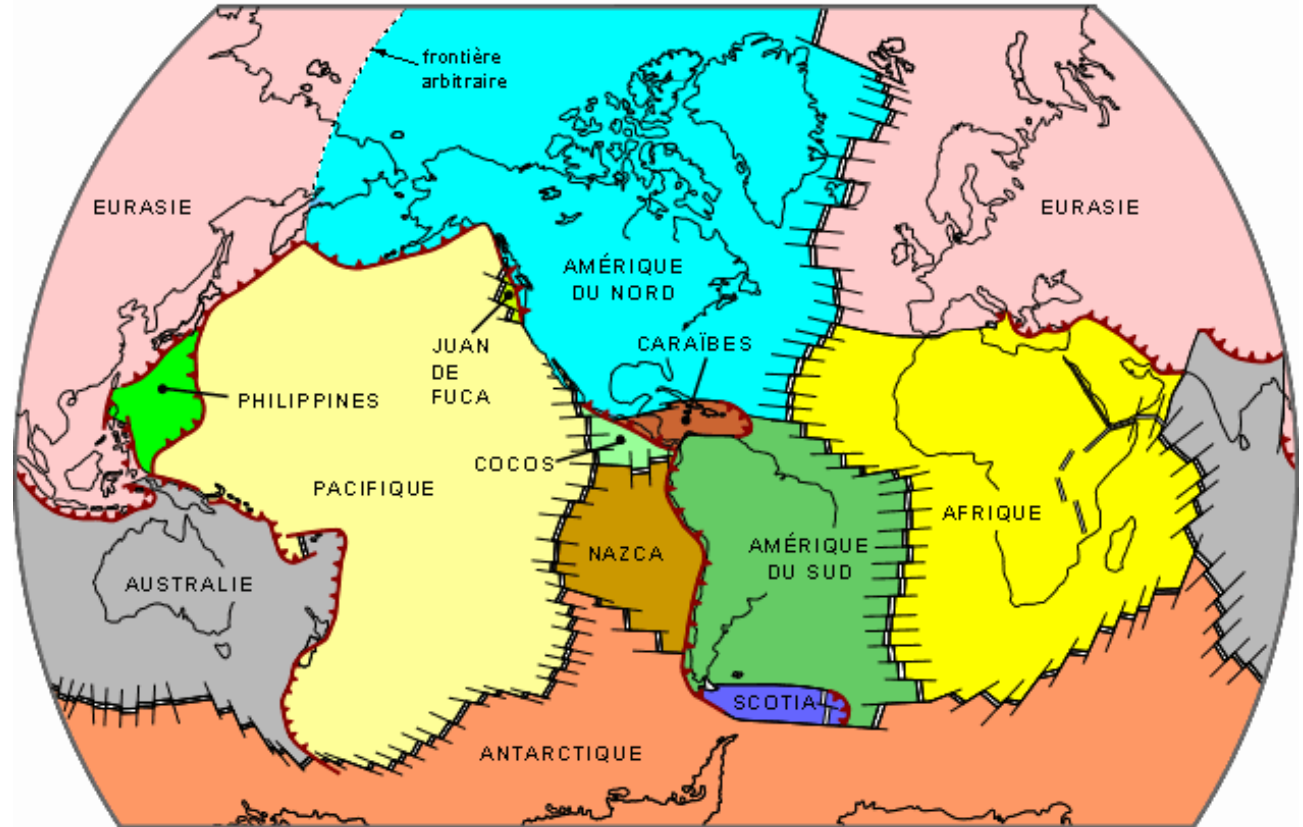 frontière
arbitraire
EURASIE
EURASIE
AMÉRIQUE
DU NORD
JUAN
DE
FUCA
CARAÏBES
PHILIPPINES
COCOS
PACIFIQUE
NAZCA
AMÉRIQUE
DU SUD
AFRIQUE
AUSTRALIE
SCOTIA
ANTARCTIQUE